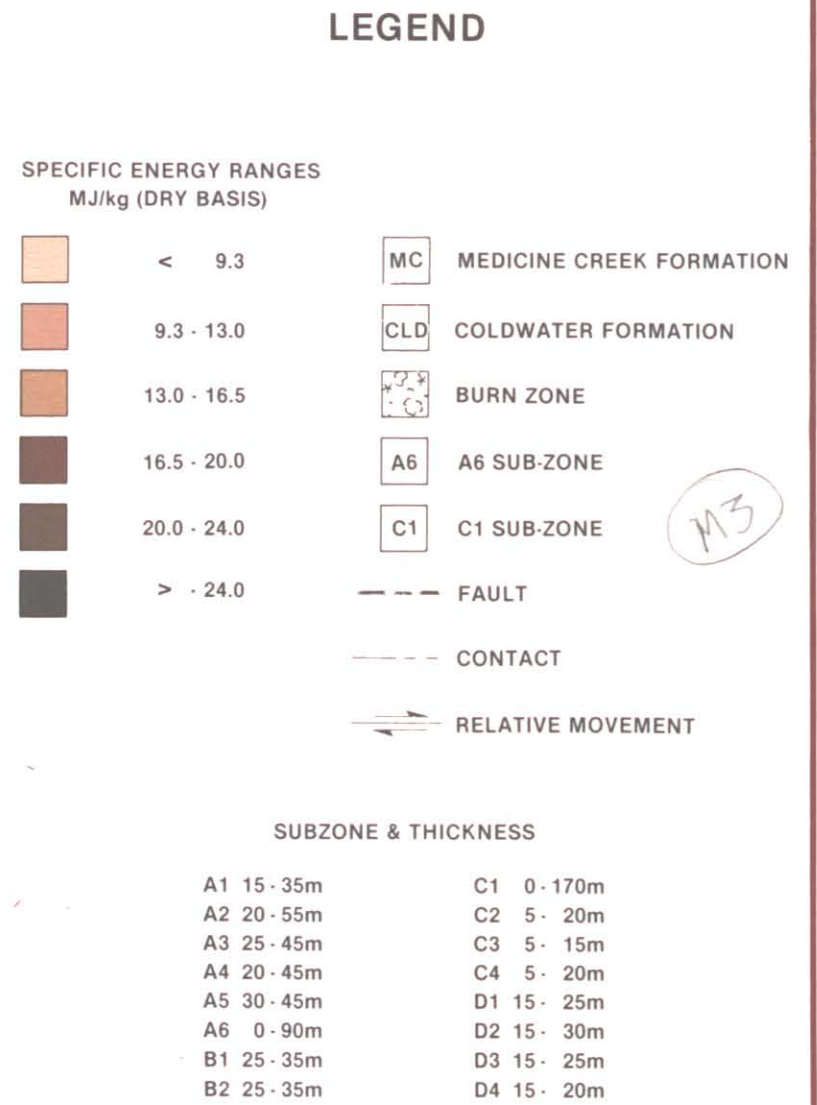 LEGEND
SPECIFIC ENERGY RANGES
MJ/kg (DRY BASIS)
< 9.3
9.3 - 13.0
13.0 - 16.5
16.5 - 20.0
20.0 - 24.0
> - 24.0
MC MEDICINE CREEK FORMATION
CLD COLDWATER FORMATION
BURN ZONE
A6 A6 SUB-ZONE
C1 C1 SUB-ZONE
M3
FAULT
CONTACT
RELATIVE MOVEMENT
SUBZONE & THICKNESS
A1 15 - 35m
A2 20 - 55m
A3 25 - 45m
A4 20 - 45m
A5 30 - 45m
A6 0 - 90m
B1 25 - 35m
B2 25 - 35m
C1 0 - 170m
C2 5 - 20m
C3 5 - 15m
C4 5 - 20m
D1 15 - 25m
D2 15 - 30m
D3 15 - 25m
D4 15 - 20m